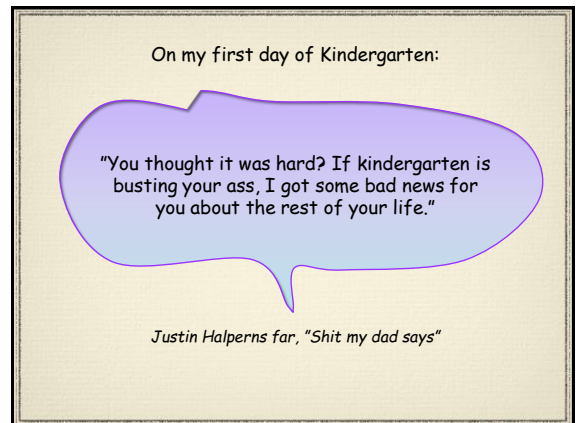 On my first day of Kindergarten:
”You thought it was hard? If kindergarten is
busting your ass, I got some bad news for
you about the rest of your life.”
Justin Halperns far, ”Shit my dad says”